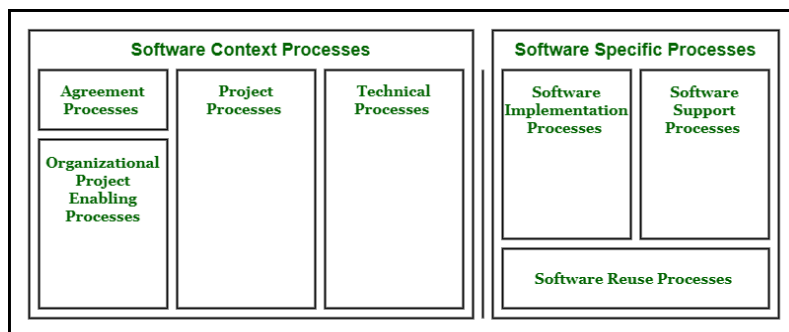 Software Context Processes
Agreement
Processes
Organizational
Project
Enabling
Processes
Project
Processes
Technical
Processes
Software Specific Processes
Software
Implementation
Processes
Software
Support
Processes
Software Reuse Processes